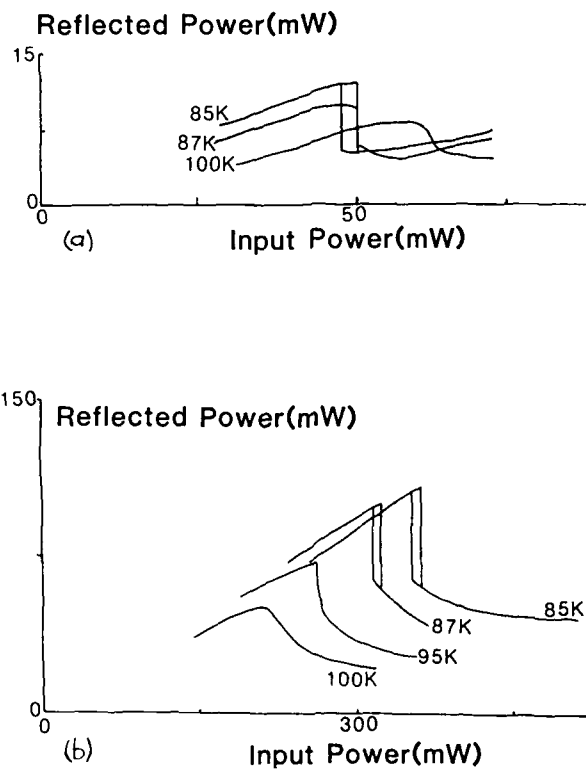 Reflected Power(mW)
15
85K
87K
100K
0
0
50
(a)
Input Power(mW)
150
Reflected Power(mW)
85K
87K
95K
100K
0
0
300
(b)
Input Power(mW)